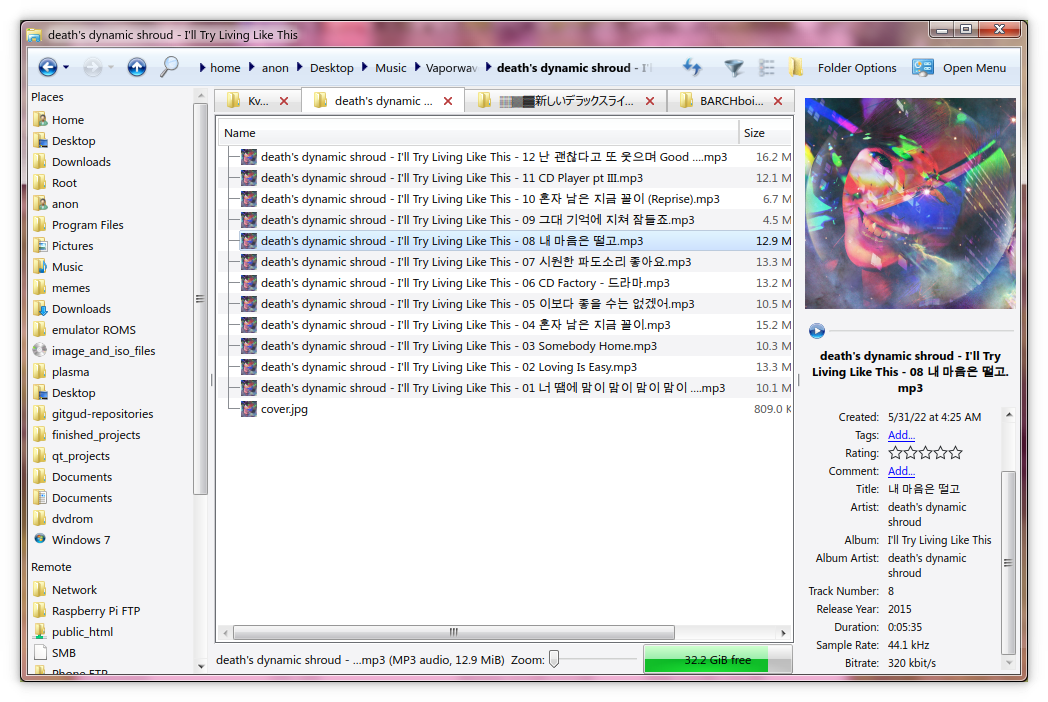 death's dynamic shroud - I'll Try Living Like This
home
anon
Desktop
Music
Vaporwav
death's dynamic shroud - I'
Folder Options
Open Menu
Places
Home
Desktop
Downloads
Root
anon
Program Files
Pictures
Music
memes
Downloads
emulator ROMS
image_and_iso_files
plasma
Desktop
gitgud-repositories
finished_projects
qt_projects
Documents
Documents
dvdrom
Windows 7
Remote
Network
Raspberry Pi FTP
public_html
SMB
Phone FTP
Kv...
death's dynamic ...
新しいデラックスライ...
BARCHboi...
Name Size
death's dynamic shroud - I'll Try Living Like This - 12 난 괜찮다고 또 웃으며 Good ....mp3 16.2 M
death's dynamic shroud - I'll Try Living Like This - 11 CD Player pt III.mp3 12.1 M
death's dynamic shroud - I'll Try Living Like This - 10 혼자 남은 지금 꼴이 (Reprise).mp3 6.7 M
death's dynamic shroud - I'll Try Living Like This - 09 그대 기억에 지쳐 잠들죠.mp3 4.5 M
death's dynamic shroud - I'll Try Living Like This - 08 내 마음은 떨고.mp3 12.9 M
death's dynamic shroud - I'll Try Living Like This - 07 시원한 파도소리 좋아요.mp3 13.3 M
death's dynamic shroud - I'll Try Living Like This - 06 CD Factory - 드라마.mp3 13.2 M
death's dynamic shroud - I'll Try Living Like This - 05 이보다 좋을 수는 없겠어.mp3 10.5 M
death's dynamic shroud - I'll Try Living Like This - 04 혼자 남은 지금 꼴이.mp3 15.2 M
death's dynamic shroud - I'll Try Living Like This - 03 Somebody Home.mp3 10.3 M
death's dynamic shroud - I'll Try Living Like This - 02 Loving Is Easy.mp3 13.3 M
death's dynamic shroud - I'll Try Living Like This - 01 너 땜에 맘이 맘이 맘이 맘이 ....mp3 10.1 M
cover.jpg 809.0 K
death's dynamic shroud - ...mp3 (MP3 audio, 12.9 MiB) Zoom:
32.2 GiB free
death's dynamic shroud - I'll Try
Living Like This - 08 내 마음은 떨고.
mp3
Created: 5/31/22 at 4:25 AM
Tags: Add...
Rating:
Comment: Add...
Title: 내 마음은 떨고
Artist: death's dynamic
shroud
Album: I'll Try Living Like This
Album Artist: death's dynamic
shroud
Track Number: 8
Release Year: 2015
Duration: 0:05:35
Sample Rate: 44.1 kHz
Bitrate: 320 kbit/s